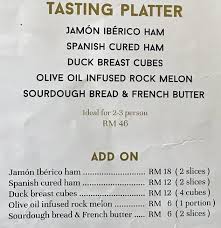 TASTING PLATTER
JAMÓN IBÉRICO HAM
SPANISH CURED HAM
DUCK BREAST CUBES
OLIVE OIL INFUSED ROCK MELON
SOURDOUGH BREAD & FRENCH BUTTER
Ideal for 2-3 person
RM 46
ADD ON
Jamón Ibérico ham ................ RM 18 ( 2 slices )
Spanish cured ham ................ RM 12 ( 2 slices )
Duck breast cubes ................ RM 12 ( 4 cubes )
Olive oil infused rock melon ........ RM 6 (1 portion )
Sourdough bread & French butter .. RM 6 ( 2 slices )